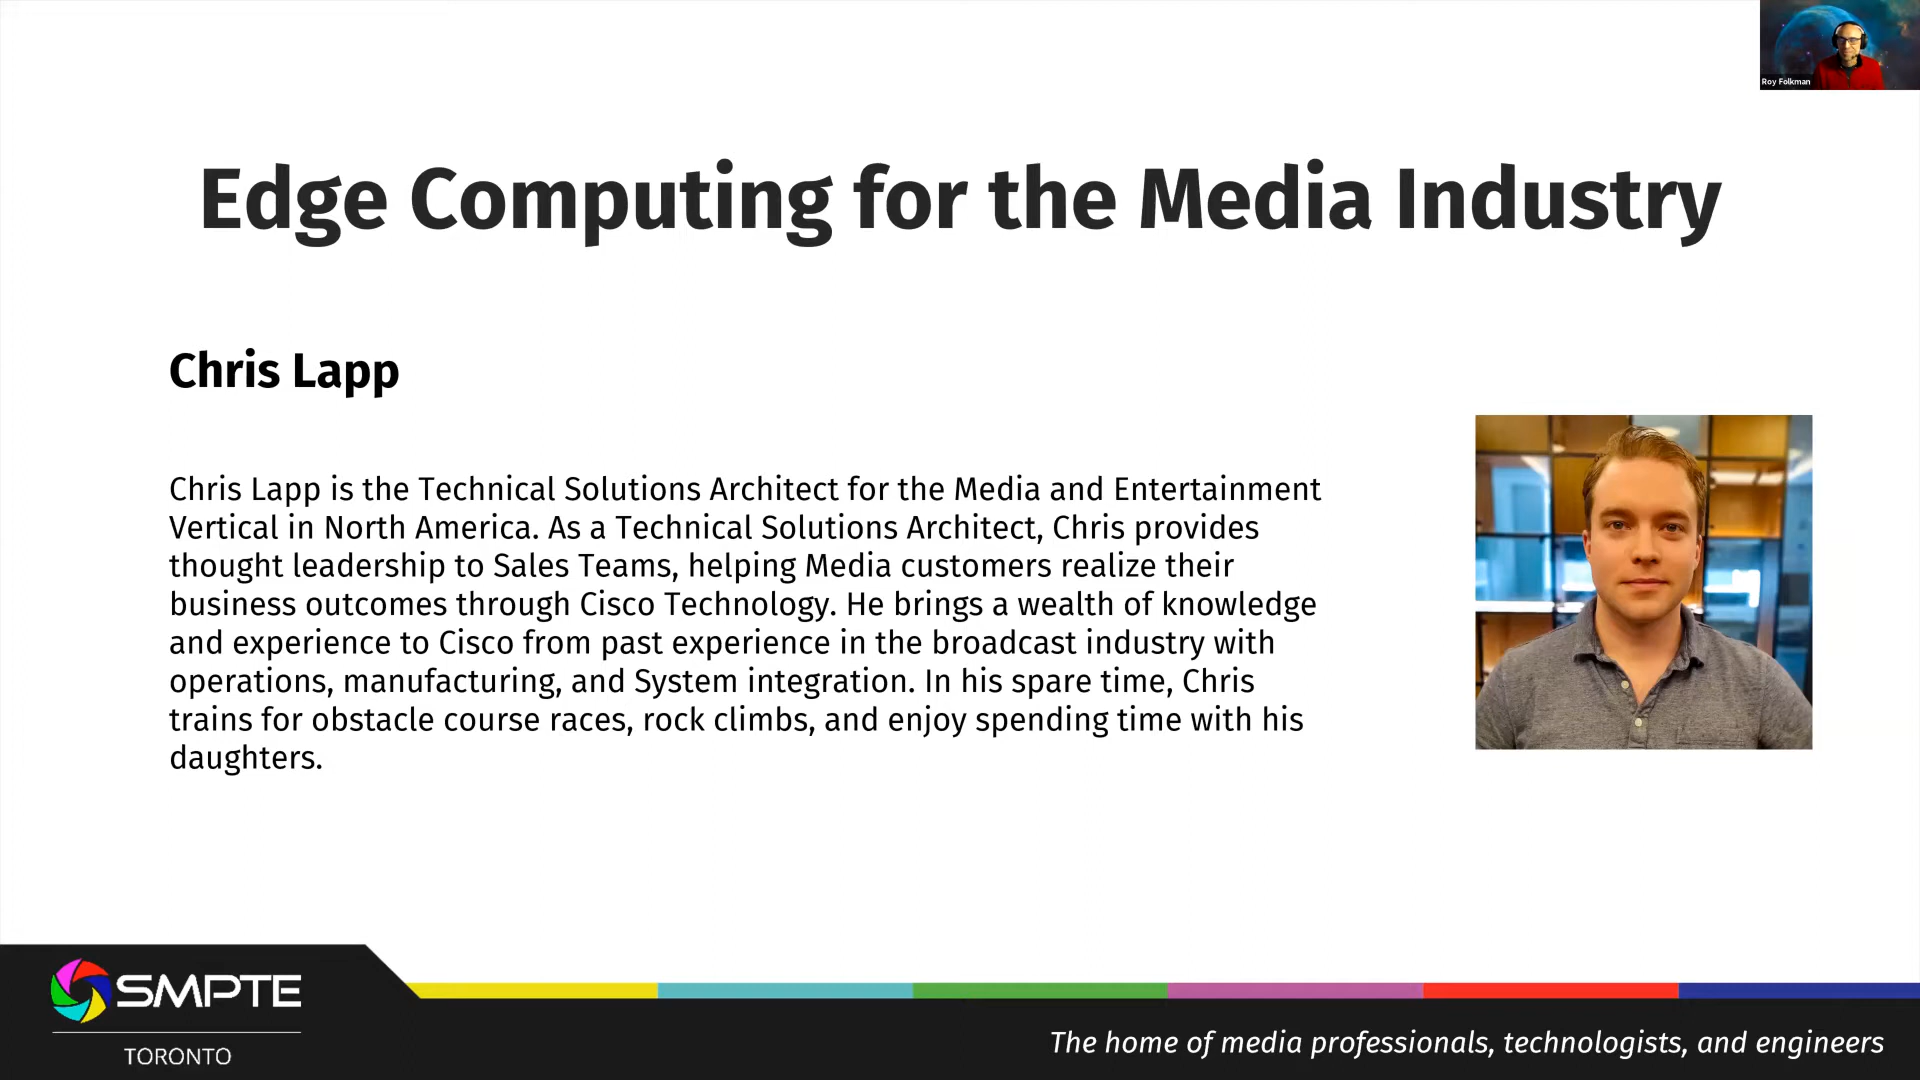 Roy Folkman
Edge Computing for the Media Industry
Chris Lapp
Chris Lapp is the Technical Solutions Architect for the Media and Entertainment
Vertical in North America. As a Technical Solutions Architect, Chris provides
thought leadership to Sales Teams, helping Media customers realize their
business outcomes through Cisco Technology. He brings a wealth of knowledge
and experience to Cisco from past experience in the broadcast industry with
operations, manufacturing, and System integration. In his spare time, Chris
trains for obstacle course races, rock climbs, and enjoy spending time with his
daughters.
SMPTE
TORONTO
The home of media professionals, technologists, and engineers